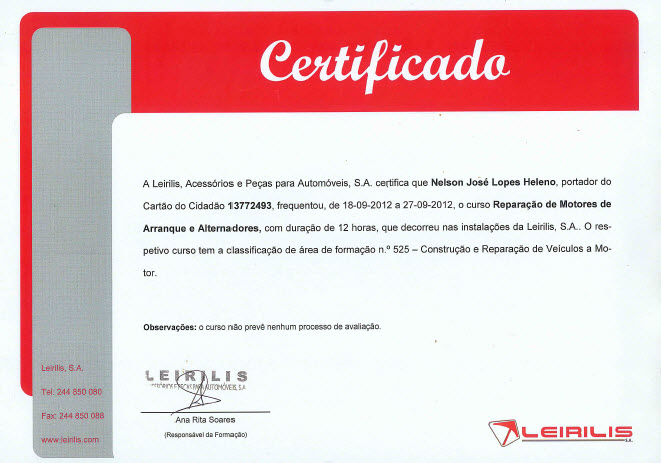 Certificado
A Leirilis, Acessórios e Peças para Automóveis, S.A. certifica que Nelson José Lopes Heleno, portador do
Cartão do Cidadão 13772493, frequentou, de 18-09-2012 a 27-09-2012, o curso Reparação de Motores de
Arranque e Alternadores, com duração de 12 horas, que decorreu nas instalações da Leirilis, S.A.. O res-
petivo curso tem a classificação de área de formação n.º 525 – Construção e Reparação de Veículos a Mo-
tor.
Observações: o curso não prevê nenhum processo de avaliação.
LEIRILIS
ACESSÓRIOS E PEÇAS PARA AUTOMÓVEIS, S.A.
Ana Rita Soares
(Responsável da Formação)
Leirilis, S.A.
Tel: 244 850 080
Fax: 244 850 088
www.leirilis.com
LEIRILIS
S.A.